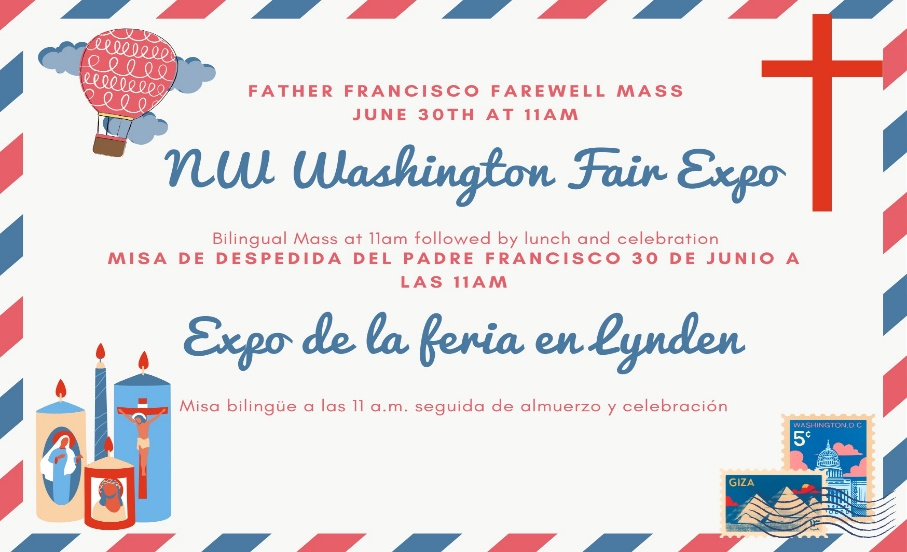 FATHER FRANCISCO FAREWELL MASS
JUNE 30TH AT 11AM
NW Washington Fair Expo
Bilingual Mass at 11am followed by lunch and celebration
MISA DE DESPEDIDA DEL PADRE FRANCISCO 30 DE JUNIO A
LAS 11AM
Expo de la feria en Lynden
Misa bilingüe a las 11 a.m. seguida de almuerzo y celebración
WASHINGTON,D.C
5¢
GIZA